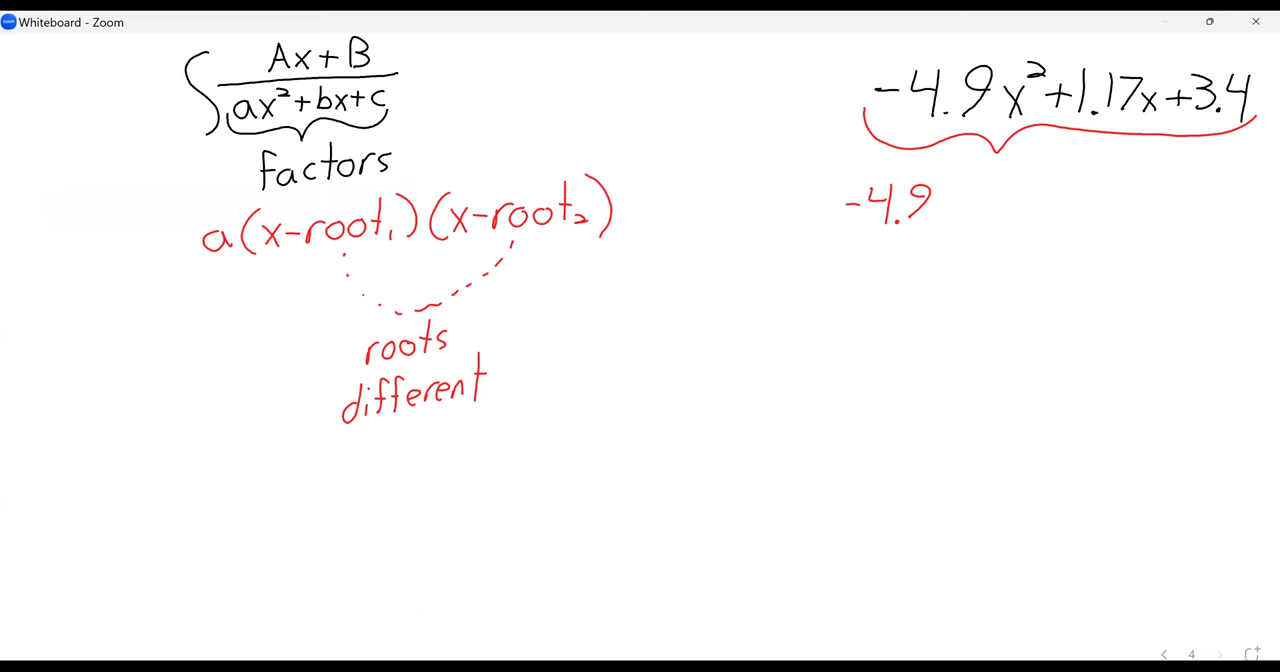 Whiteboard - Zoom
∫ Ax + B
ax² + bx + c
factors
a(x-root₁)(x-root₂)
roots
different
-4.9x² + 1.17x + 3.4
-4.9
4